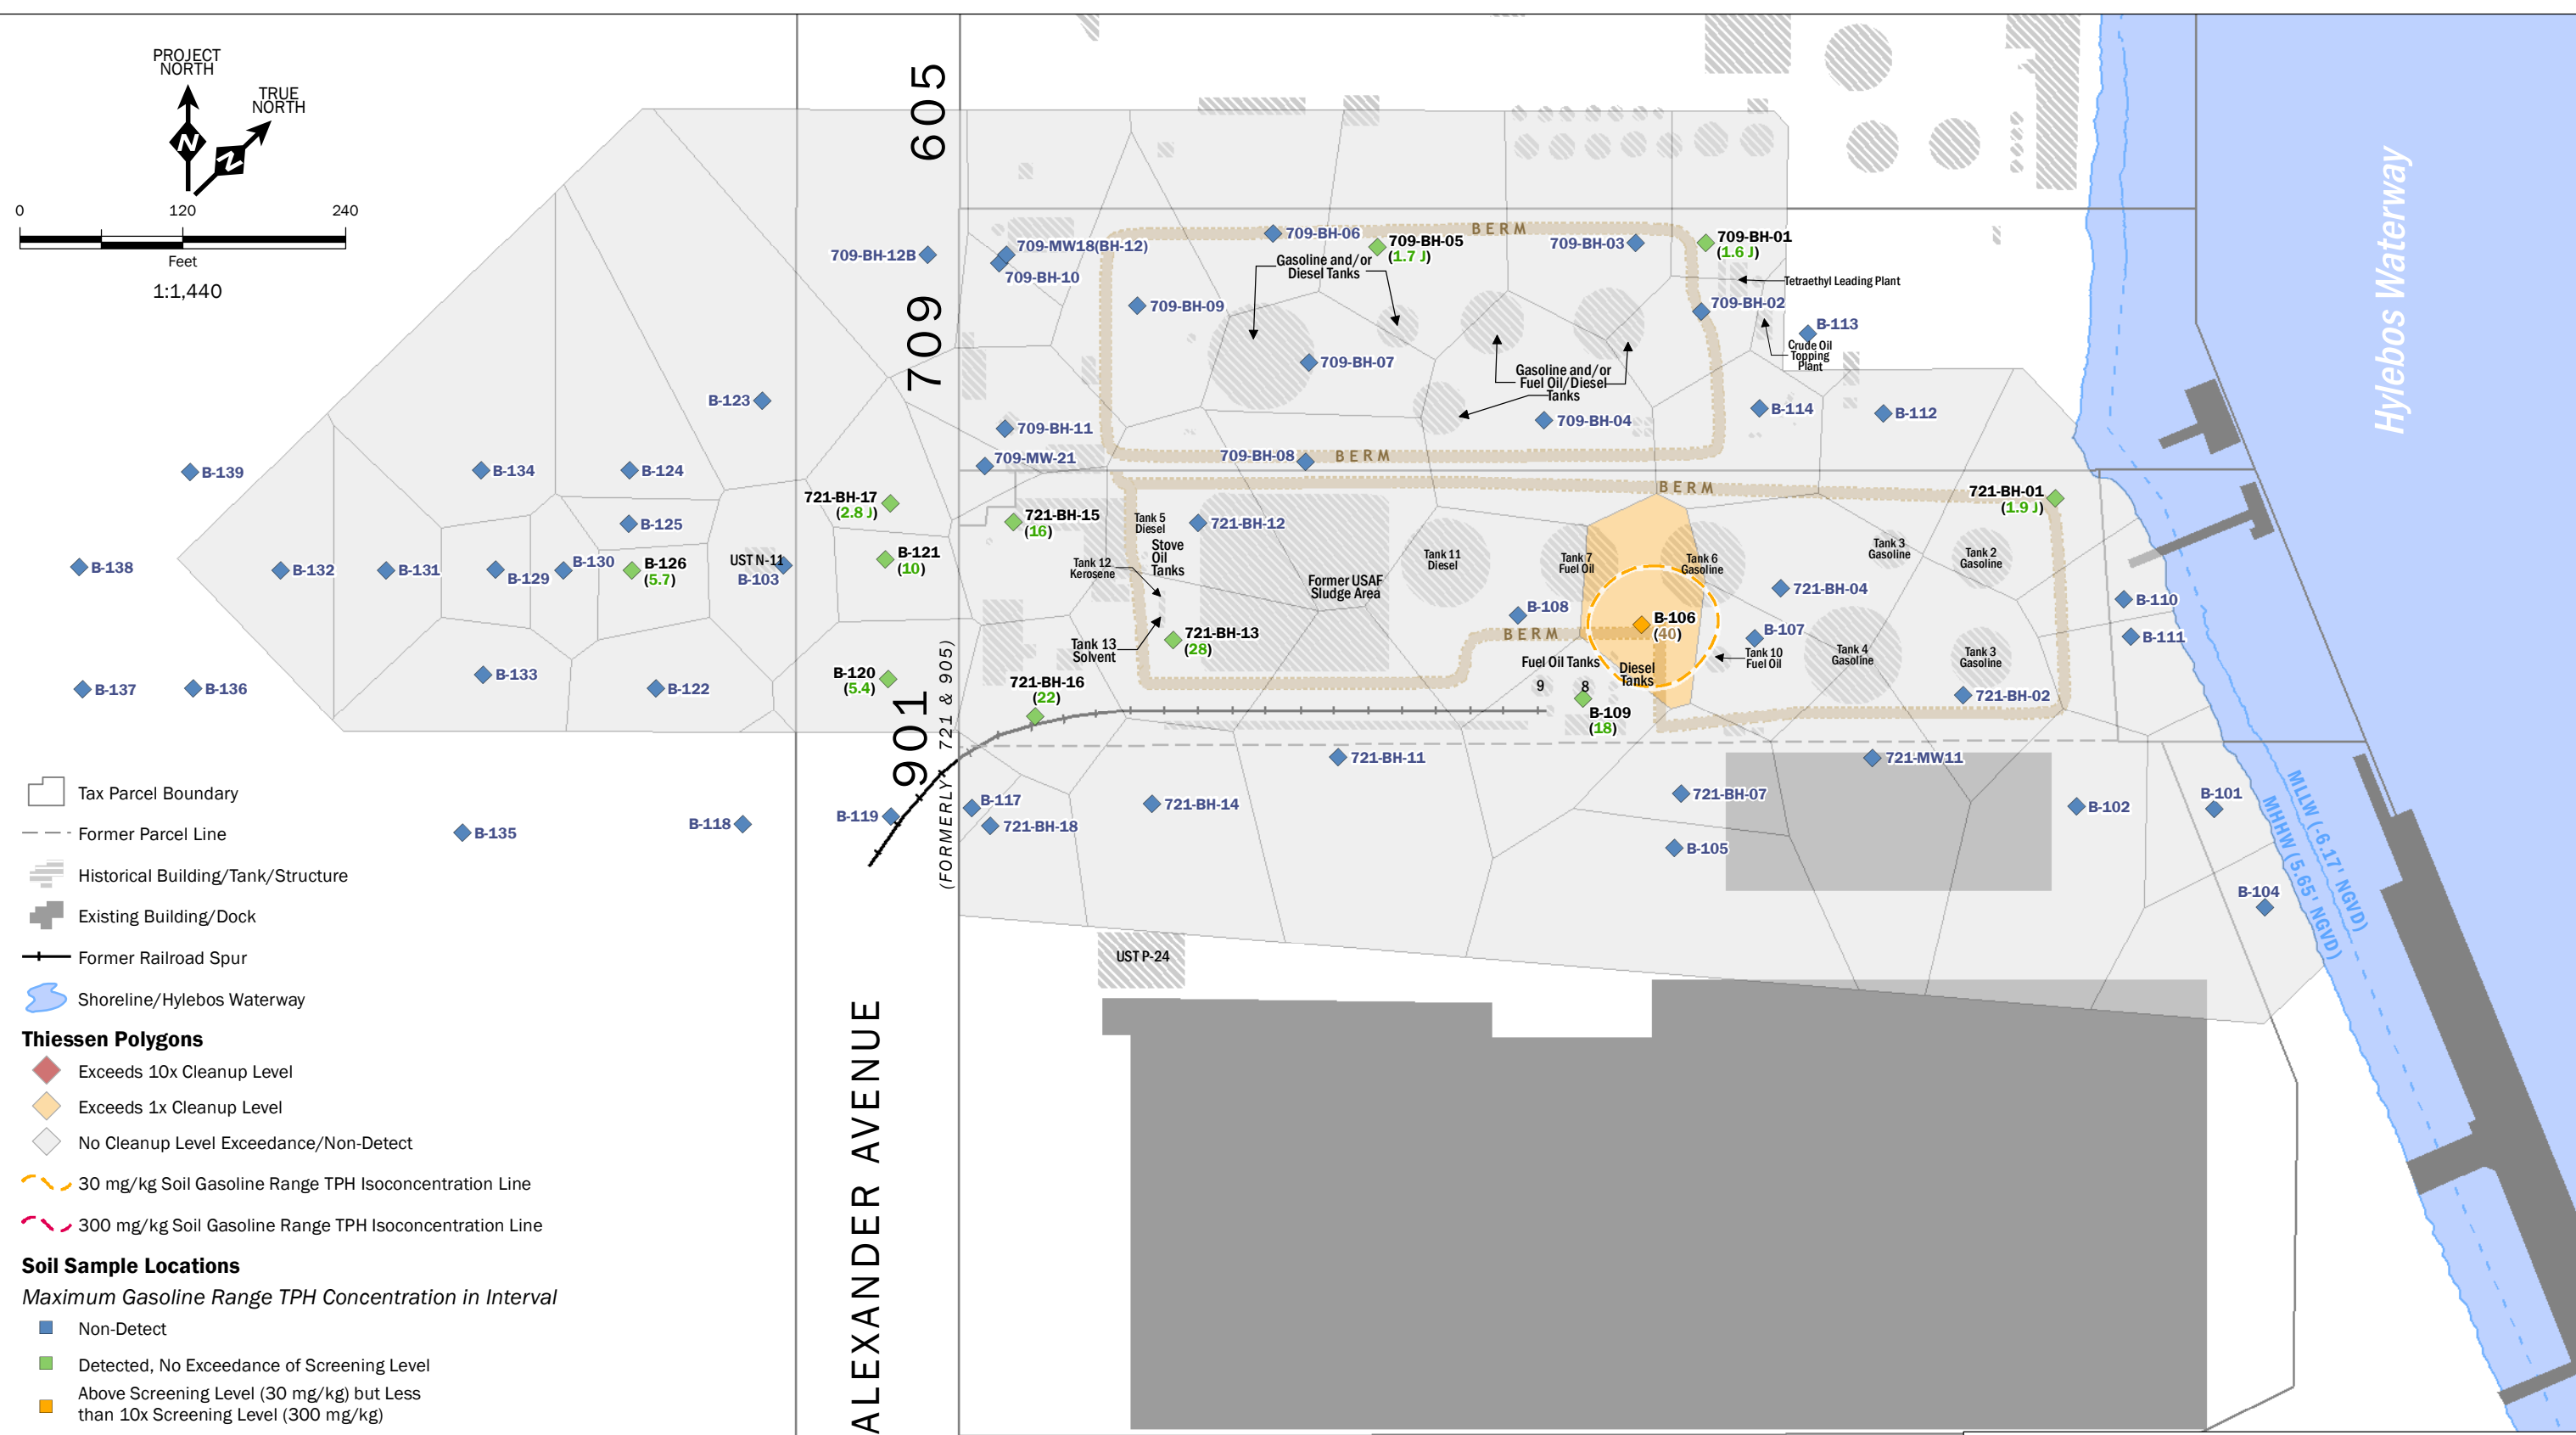 PROJECT
NORTH
TRUE
NORTH
N
N
0 120 240
Feet
1:1,440
605
709
901
(FORMERLY 721 & 905)
ALEXANDER AVENUE
Hylebos Waterway
MLLW (-6.17' NGVD)
MHHW (5.65' NGVD)
709-BH-12B
709-MW18(BH-12)
709-BH-10
709-BH-06
709-BH-05
(1.7 J)
BERM
709-BH-03
709-BH-01
(1.6 J)
Gasoline and/or
Diesel Tanks
Tetraethyl Leading Plant
709-BH-09
709-BH-02
B-113
Crude Oil
Topping
Plant
709-BH-07
Gasoline and/or
Fuel Oil/Diesel
Tanks
B-123
709-BH-11
709-BH-04
B-114
B-112
709-MW-21
709-BH-08
BERM
B-139
B-134
B-124
BERM
721-BH-17
(2.8 J)
721-BH-15
(16)
Tank 5
Diesel
721-BH-12
721-BH-01
(1.9 J)
B-125
Stove
Oil
Tanks
B-138
B-132
B-131
B-129
B-130
B-126
(5.7)
UST N-11
B-103
B-121
(10)
Tank 12
Kerosene
Former USAF
Sludge Area
Tank 11
Diesel
Tank 7
Fuel Oil
Tank 6
Gasoline
Tank 3
Gasoline
Tank 2
Gasoline
721-BH-04
B-108
B-106
(40)
B-107
B-110
B-111
BERM
721-BH-13
(28)
Tank 13
Solvent
Fuel Oil Tanks
Diesel
Tanks
Tank 10
Fuel Oil
Tank 4
Gasoline
Tank 3
Gasoline
B-137
B-136
B-133
B-122
B-120
(5.4)
721-BH-16
(22)
9
8
B-109
(18)
721-BH-02
721-BH-11
721-MW11
B-135
B-118
B-119
B-117
721-BH-18
721-BH-14
721-BH-07
B-105
B-102
B-101
B-104
UST P-24
Tax Parcel Boundary
Former Parcel Line
Historical Building/Tank/Structure
Existing Building/Dock
Former Railroad Spur
Shoreline/Hylebos Waterway
Thiessen Polygons
Exceeds 10x Cleanup Level
Exceeds 1x Cleanup Level
No Cleanup Level Exceedance/Non-Detect
30 mg/kg Soil Gasoline Range TPH Isoconcentration Line
300 mg/kg Soil Gasoline Range TPH Isoconcentration Line
Soil Sample Locations
Maximum Gasoline Range TPH Concentration in Interval
Non-Detect
Detected, No Exceedance of Screening Level
Above Screening Level (30 mg/kg) but Less
than 10x Screening Level (300 mg/kg)